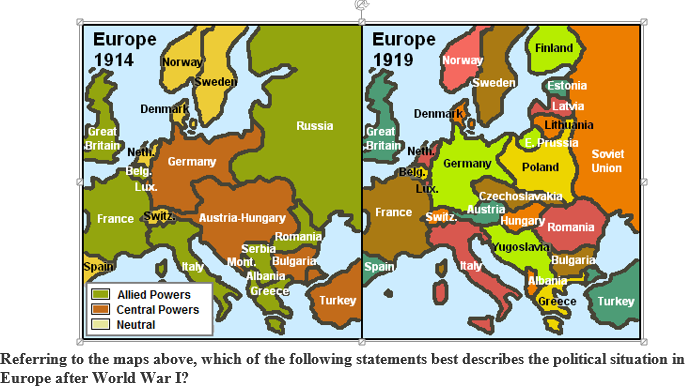 Europe
1914
Norway
Sweden
Denmark
Russia
Great
Britain
Neth.
Belg.
Lux.
Germany
France
Switz.
Austria-Hungary
Romania
Serbia
Mont.
Bulgaria
Albania
Greece
Italy
Spain
Turkey
Allied Powers
Central Powers
Neutral
Europe
1919
Norway
Sweden
Finland
Estonia
Latvia
Denmark
Lithuania
E. Prussia
Great
Britain
Neth.
Belg.
Lux.
Germany
Poland
Soviet
Union
Czechoslovakia
France
Austria
Switz.
Hungary
Romania
Yugoslavia
Bulgaria
Spain
Italy
Albania
Greece
Turkey
Referring to the maps above, which of the following statements best describes the political situation in
Europe after World War I?